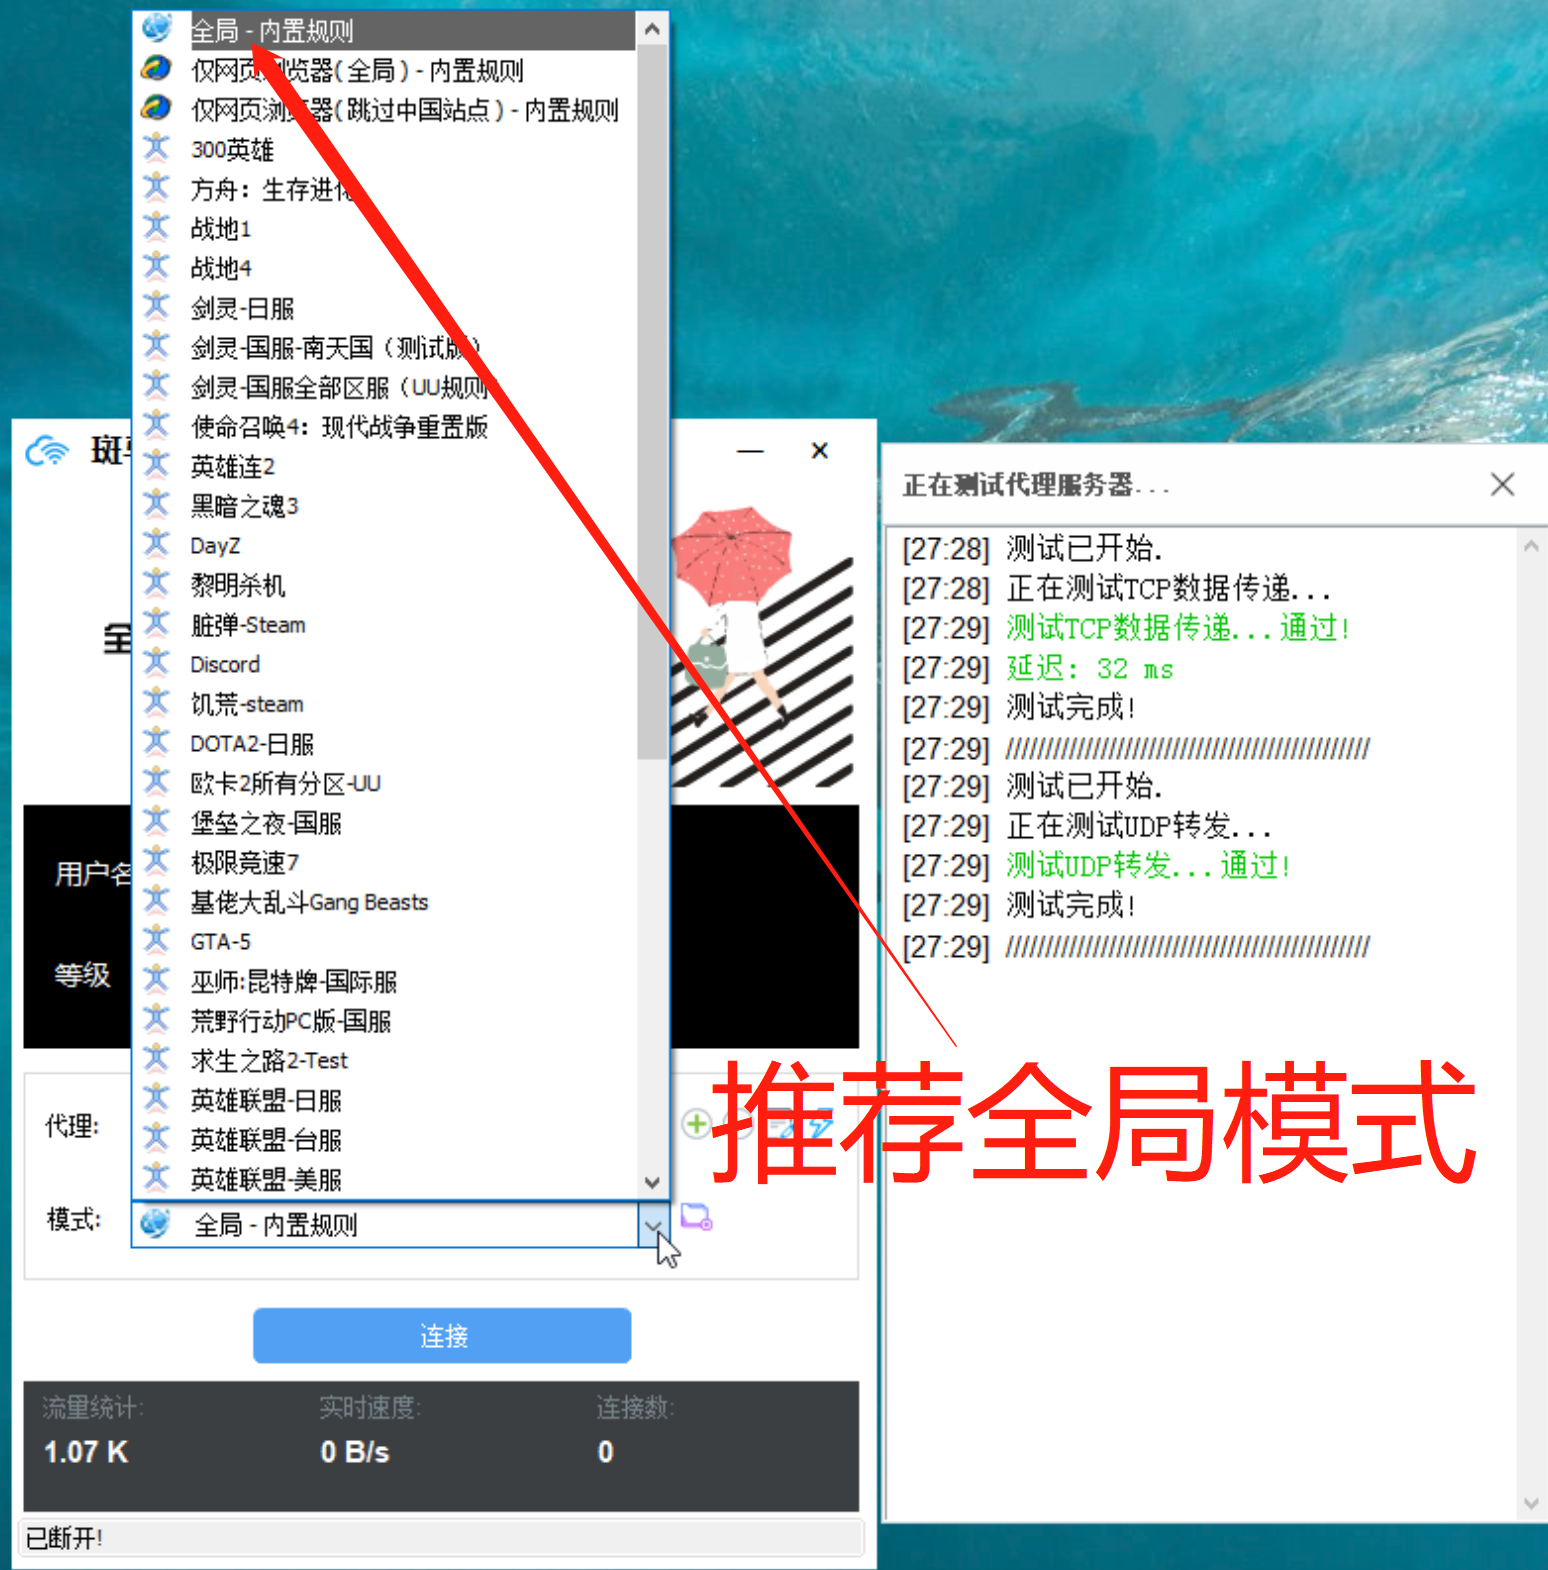 全局 - 内置规则
仅网页浏览器(全局) - 内置规则
仅网页浏览器(跳过中国站点) - 内置规则
300英雄
方舟：生存进化
战地1
战地4
剑灵-日服
剑灵-国服-南天国（测试版）
剑灵-国服全部区服（UU规则）
使命召唤4：现代战争重置版
英雄连2
黑暗之魂3
DayZ
黎明杀机
脏弹-Steam
Discord
饥荒-steam
DOTA2-日服
欧卡2所有分区-UU
堡垒之夜-国服
极限竞速7
基佬大乱斗Gang Beasts
GTA-5
巫师:昆特牌-国际服
荒野行动PC版-国服
求生之路2-Test
英雄联盟-日服
英雄联盟-台服
英雄联盟-美服
斑
全
用户名
等级
代理:
模式:
全局 - 内置规则
连接
流量统计:
实时速度:
连接数:
1.07 K
0 B/s
0
已断开!
正在测试代理服务器...
[27:28] 测试已开始.
[27:28] 正在测试TCP数据传递...
[27:29] 测试TCP数据传递...通过!
[27:29] 延迟: 32 ms
[27:29] 测试完成!
[27:29] /////////////////////////////////////////////
[27:29] 测试已开始.
[27:29] 正在测试UDP转发...
[27:29] 测试UDP转发...通过!
[27:29] 测试完成!
[27:29] /////////////////////////////////////////////
推荐全局模式